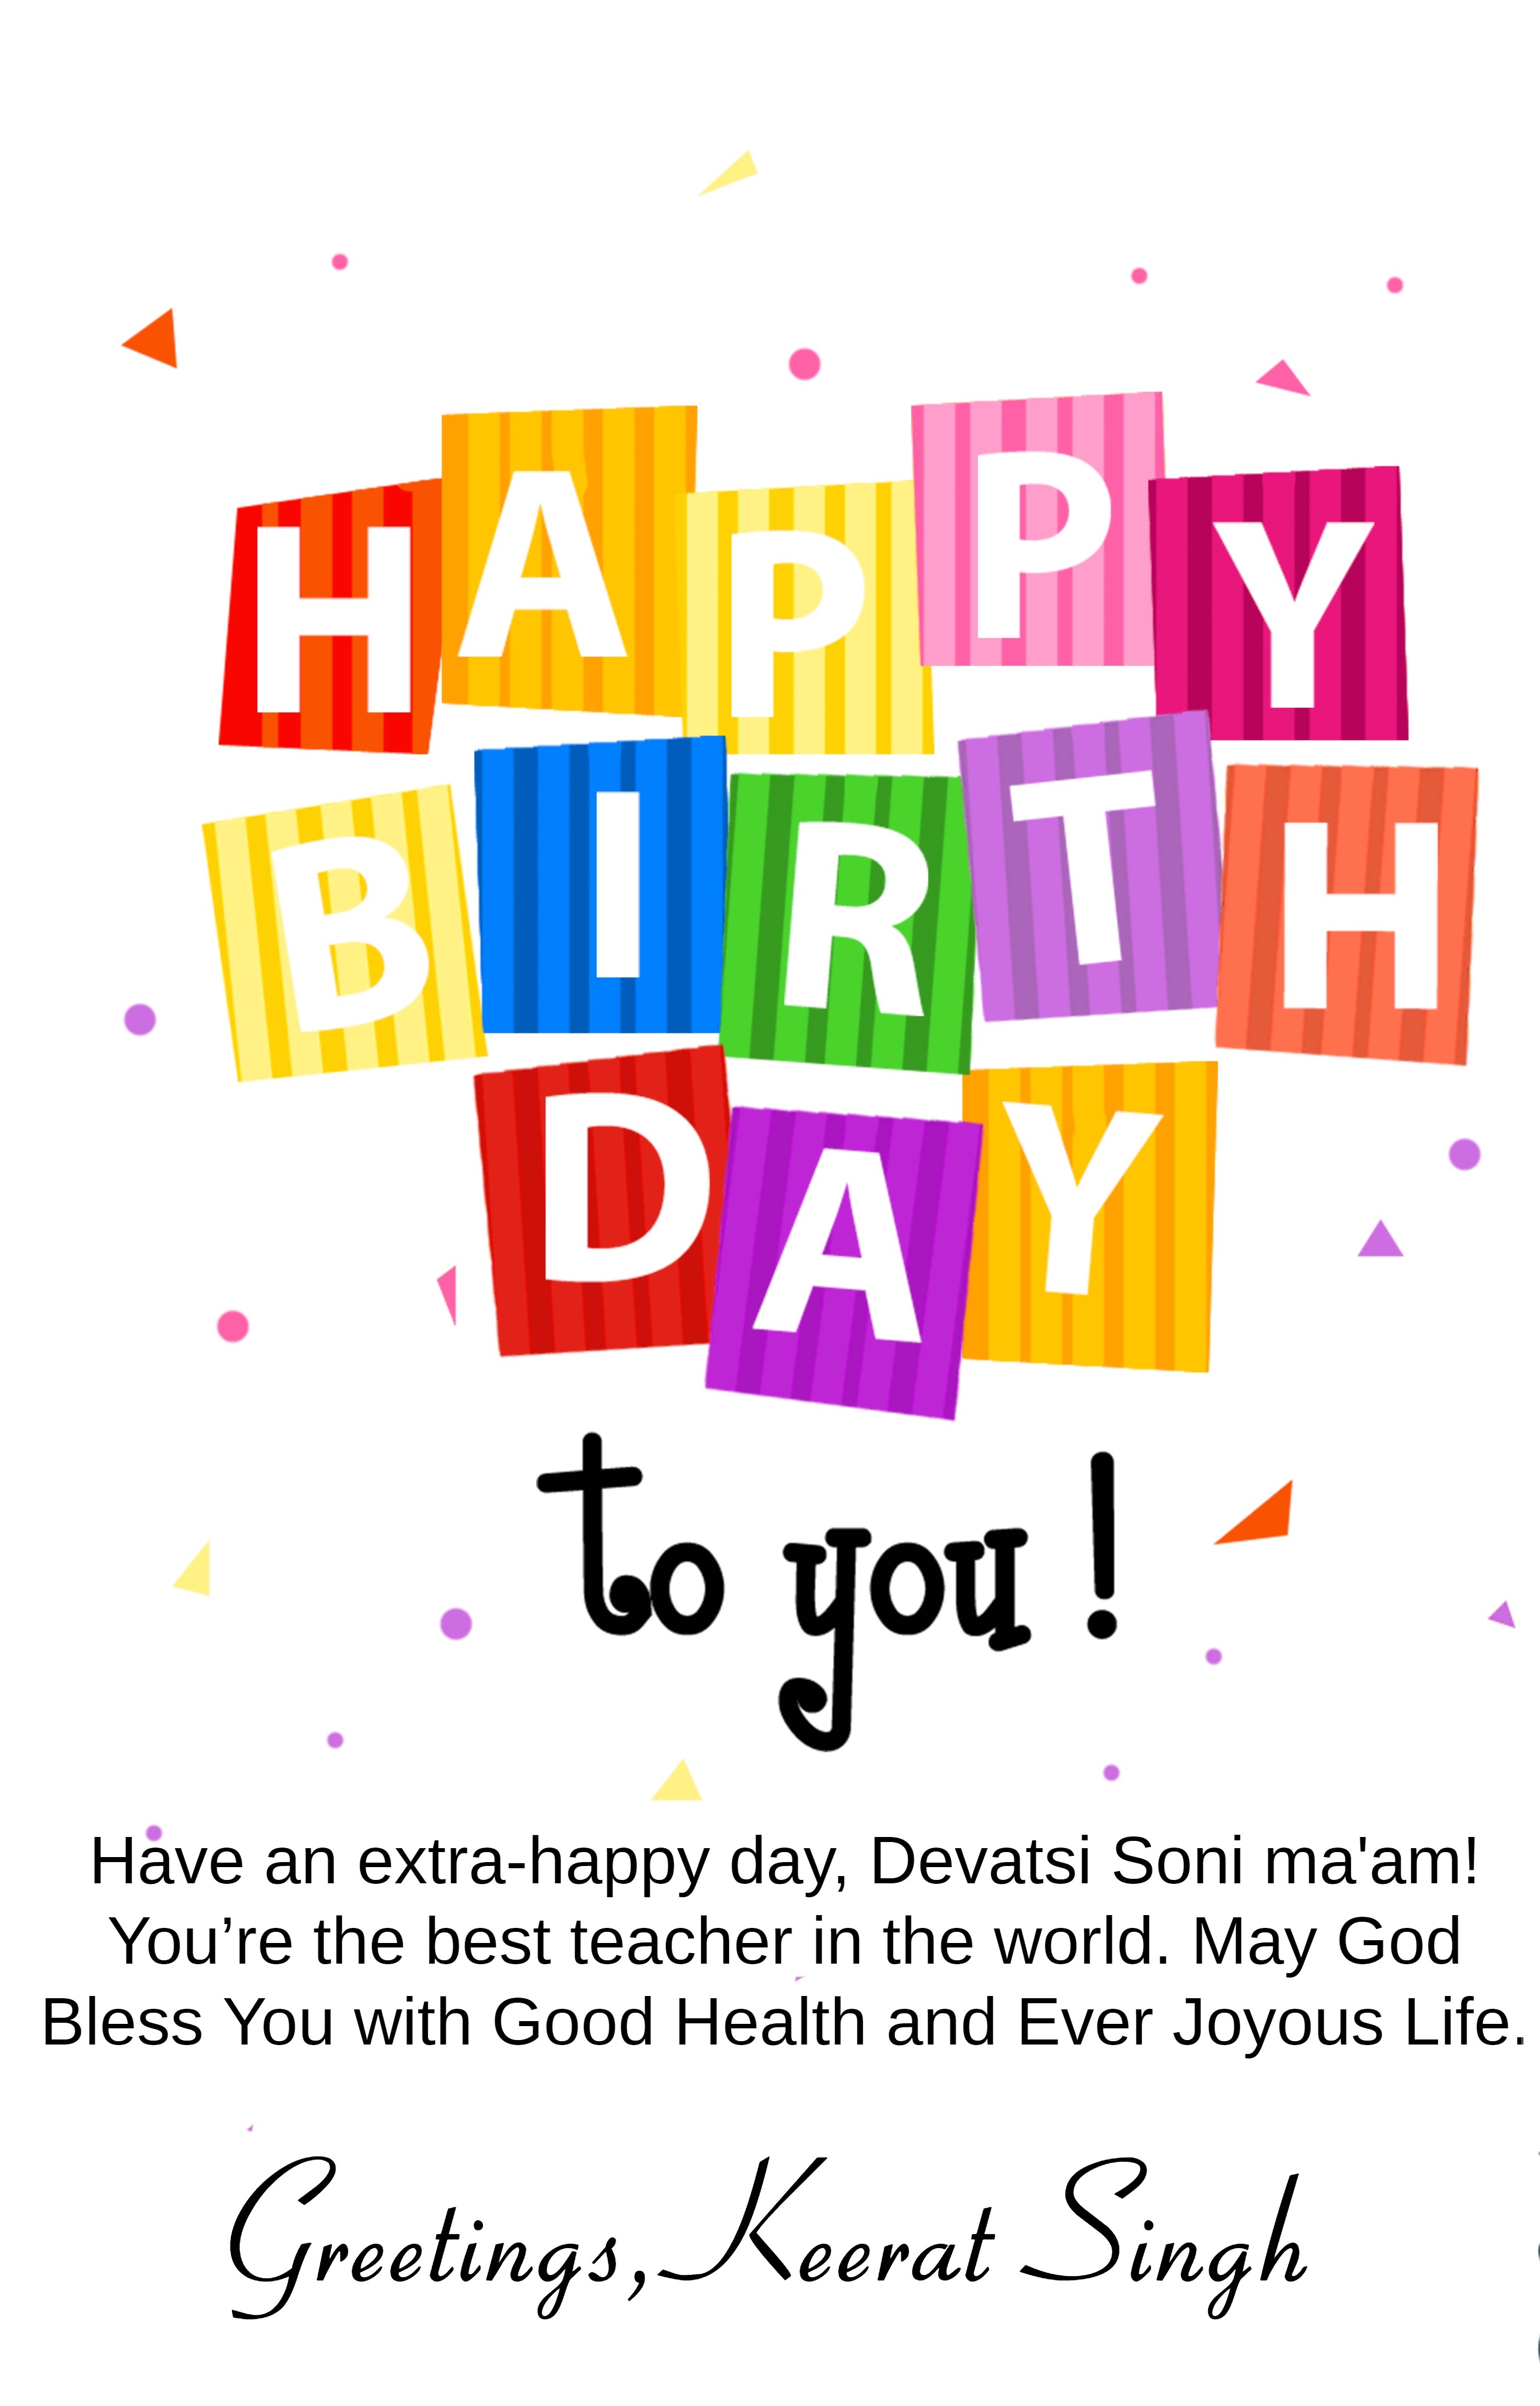 HAPPY
BIRTH
DAY
to you !
Have an extra-happy day, Devatsi Soni ma'am!
You’re the best teacher in the world. May God
Bless You with Good Health and Ever Joyous Life.
Greetings, Keerat Singh